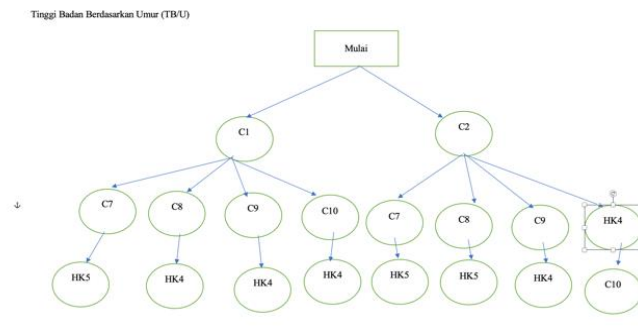 Tinggi Badan Berdasarkan Umur (TB/U)
Mulai
C1 C2
C7 C8 C9 C10 C7 C8 C9 HK4
HK5 HK4 HK4 HK4 HK5 HK5 HK4 C10